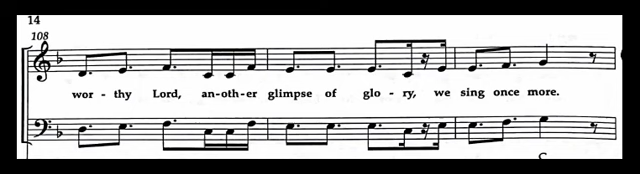 14
108
wor - thy Lord, an-oth-er glimpse of glo - ry, we sing once more.